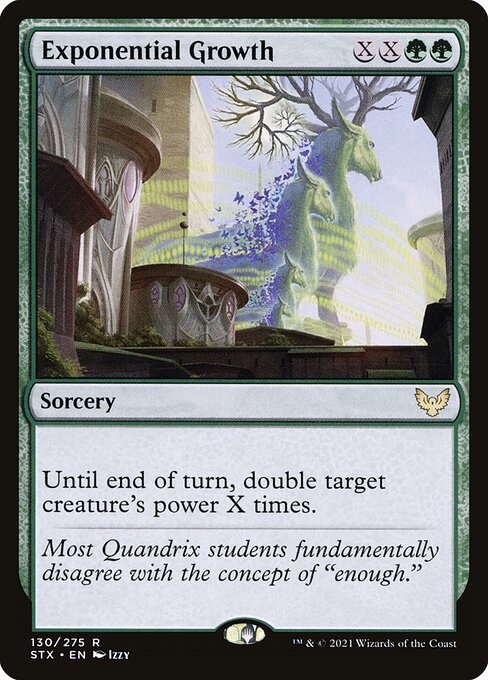 Exponential Growth XX
Sorcery
Until end of turn, double target
creature's power X times.
Most Quandrix students fundamentally
disagree with the concept of “enough.”
130/275 R
STX • EN Izzy
™ & © 2021 Wizards of the Coast